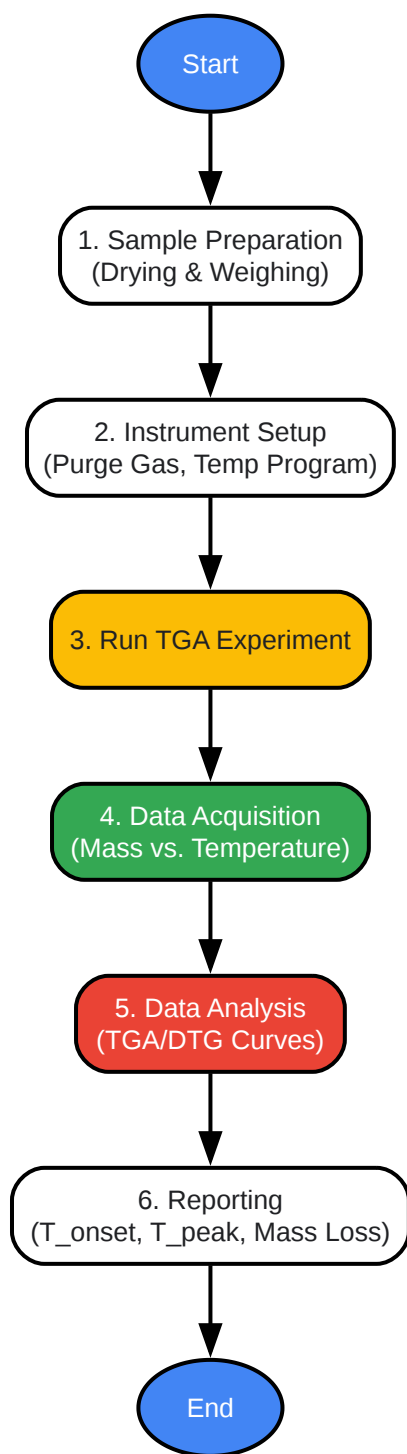 Start
1. Sample Preparation
(Drying & Weighing)
2. Instrument Setup
(Purge Gas, Temp Program)
3. Run TGA Experiment
4. Data Acquisition
(Mass vs. Temperature)
5. Data Analysis
(TGA/DTG Curves)
6. Reporting
(T_onset, T_peak, Mass Loss)
End